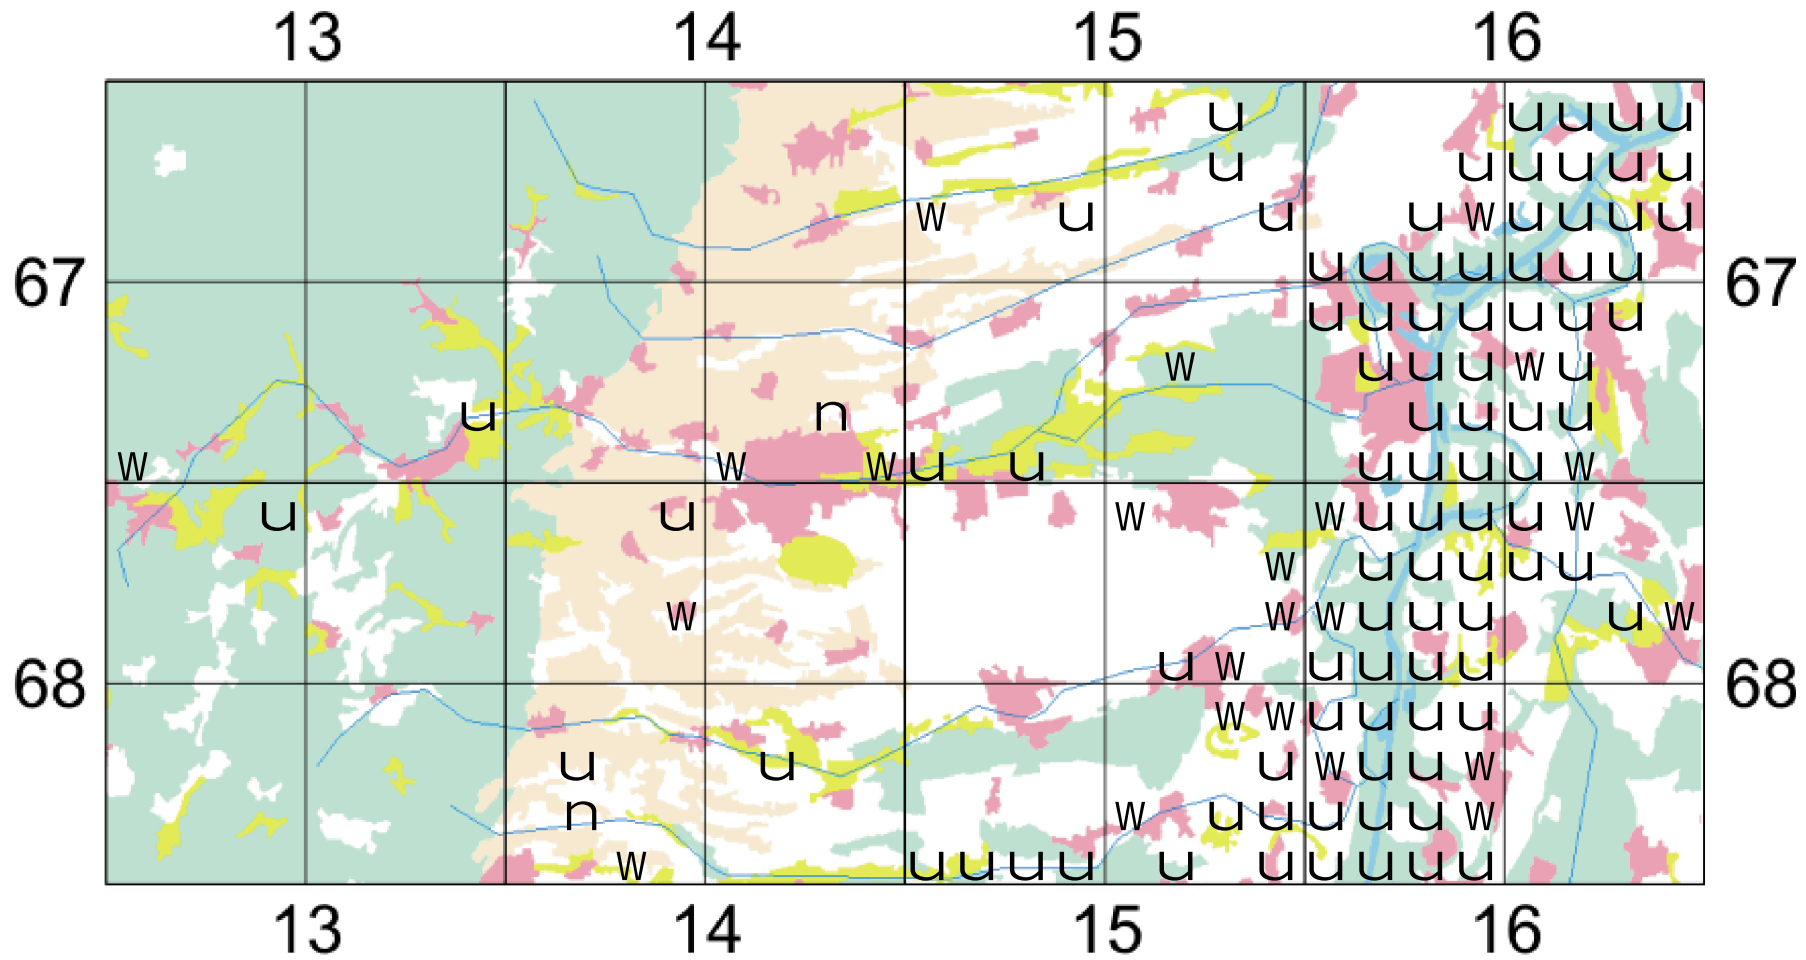 13 14 15 16
u u u u u
u u u u u u
w u u u w u u u u
67 u u u u u u u 67
u u u u u u u
w u u u w u
u n u u u u
w w w u u u u u u w
u u w w u u u u w
w u u u u u
w w w u u u u w
68 u w u u u u 68
w w u u u u
u u u w u u w
n w u u u u u w
w u u u u u u u u u u
13 14 15 16